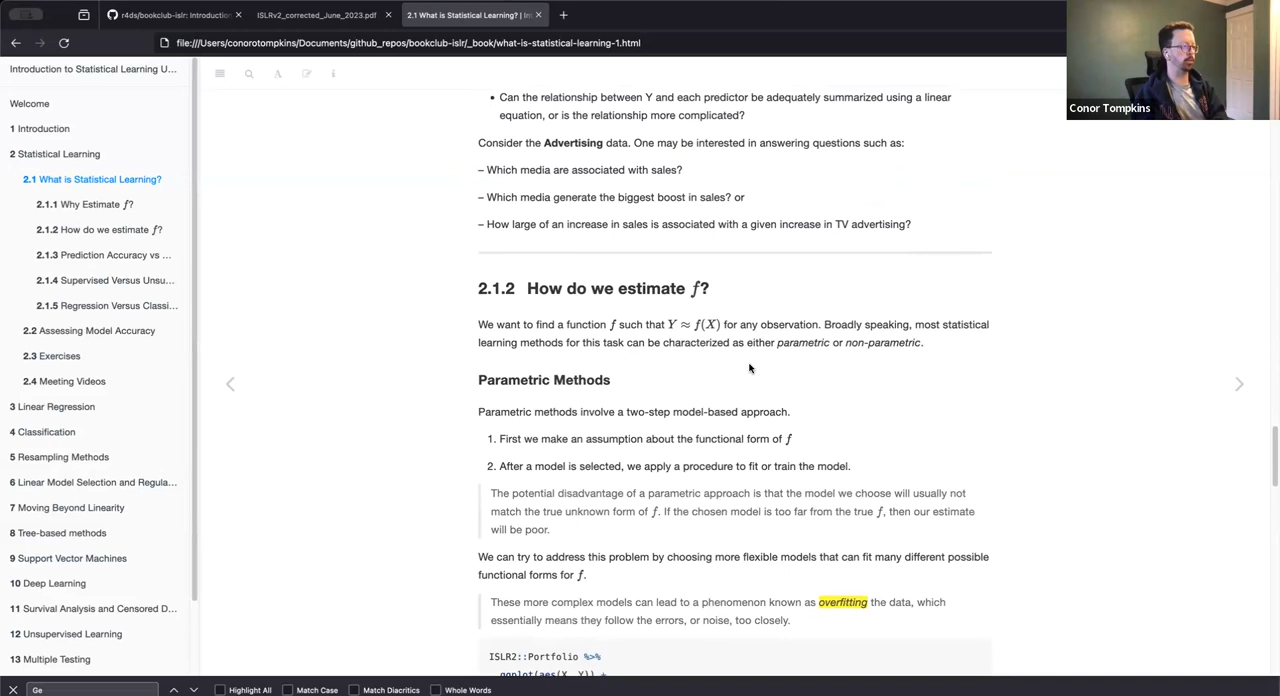 r4ds/bookclub-islr: Introduction
ISLRv2_corrected_June_2023.pdf
2.1 What is Statistical Learning? | In
file:///Users/conorotompkins/Documents/github_repos/bookclub-islr/_book/what-is-statistical-learning-1.html
Conor Tompkins
Introduction to Statistical Learning U...
Welcome
1 Introduction
2 Statistical Learning
2.1 What is Statistical Learning?
2.1.1 Why Estimate f?
2.1.2 How do we estimate f?
2.1.3 Prediction Accuracy vs ...
2.1.4 Supervised Versus Unsu...
2.1.5 Regression Versus Classi...
2.2 Assessing Model Accuracy
2.3 Exercises
2.4 Meeting Videos
3 Linear Regression
4 Classification
5 Resampling Methods
6 Linear Model Selection and Regula...
7 Moving Beyond Linearity
8 Tree-based methods
9 Support Vector Machines
10 Deep Learning
11 Survival Analysis and Censored D...
12 Unsupervised Learning
13 Multiple Testing
• Can the relationship between Y and each predictor be adequately summarized using a linear
equation, or is the relationship more complicated?
Consider the Advertising data. One may be interested in answering questions such as:
– Which media are associated with sales?
– Which media generate the biggest boost in sales? or
– How large of an increase in sales is associated with a given increase in TV advertising?
2.1.2 How do we estimate f?
We want to find a function f such that Y ≈ f(X) for any observation. Broadly speaking, most statistical
learning methods for this task can be characterized as either parametric or non-parametric.
Parametric Methods
Parametric methods involve a two-step model-based approach.
1. First we make an assumption about the functional form of f
2. After a model is selected, we apply a procedure to fit or train the model.
The potential disadvantage of a parametric approach is that the model we choose will usually not
match the true unknown form of f. If the chosen model is too far from the true f, then our estimate
will be poor.
We can try to address this problem by choosing more flexible models that can fit many different possible
functional forms for f.
These more complex models can lead to a phenomenon known as overfitting the data, which
essentially means they follow the errors, or noise, too closely.
ISLR2::Portfolio %>%
ggplot(aes(X, Y)) +
Ge
Highlight All
Match Case
Match Diacritics
Whole Words